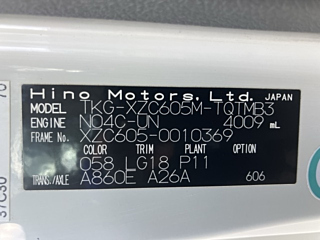 Hino Motors, Ltd. JAPAN
MODEL TKG-XZC605M-TQTMB3
ENGINE N04C-UN 4009 mL
FRAME No. XZC605-0010369
COLOR TRIM PLANT OPTION
058 LG18 P11
TRANS./AXLE A860E A26A 606